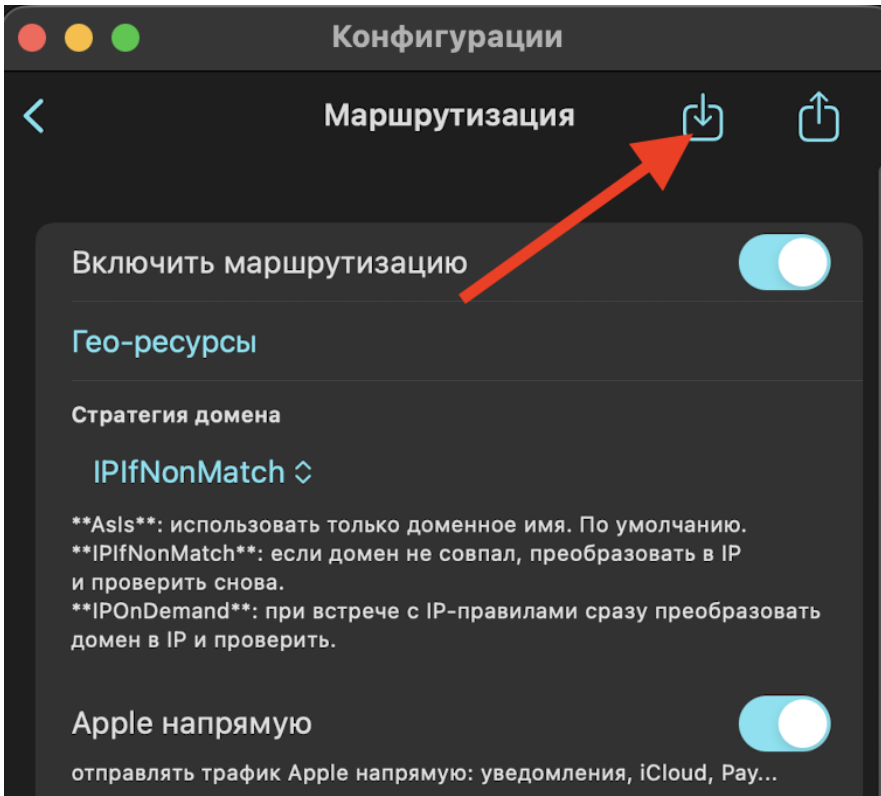 Конфигурации
Маршрутизация
Включить маршрутизацию
Гео-ресурсы
Стратегия домена
IPIfNonMatch
**AsIs**: использовать только доменное имя. По умолчанию.
**IPIfNonMatch**: если домен не совпал, преобразовать в IP
и проверить снова.
**IPOnDemand**: при встрече с IP-правилами сразу преобразовать
домен в IP и проверить.
Apple напрямую
отправлять трафик Apple напрямую: уведомления, iCloud, Pay...